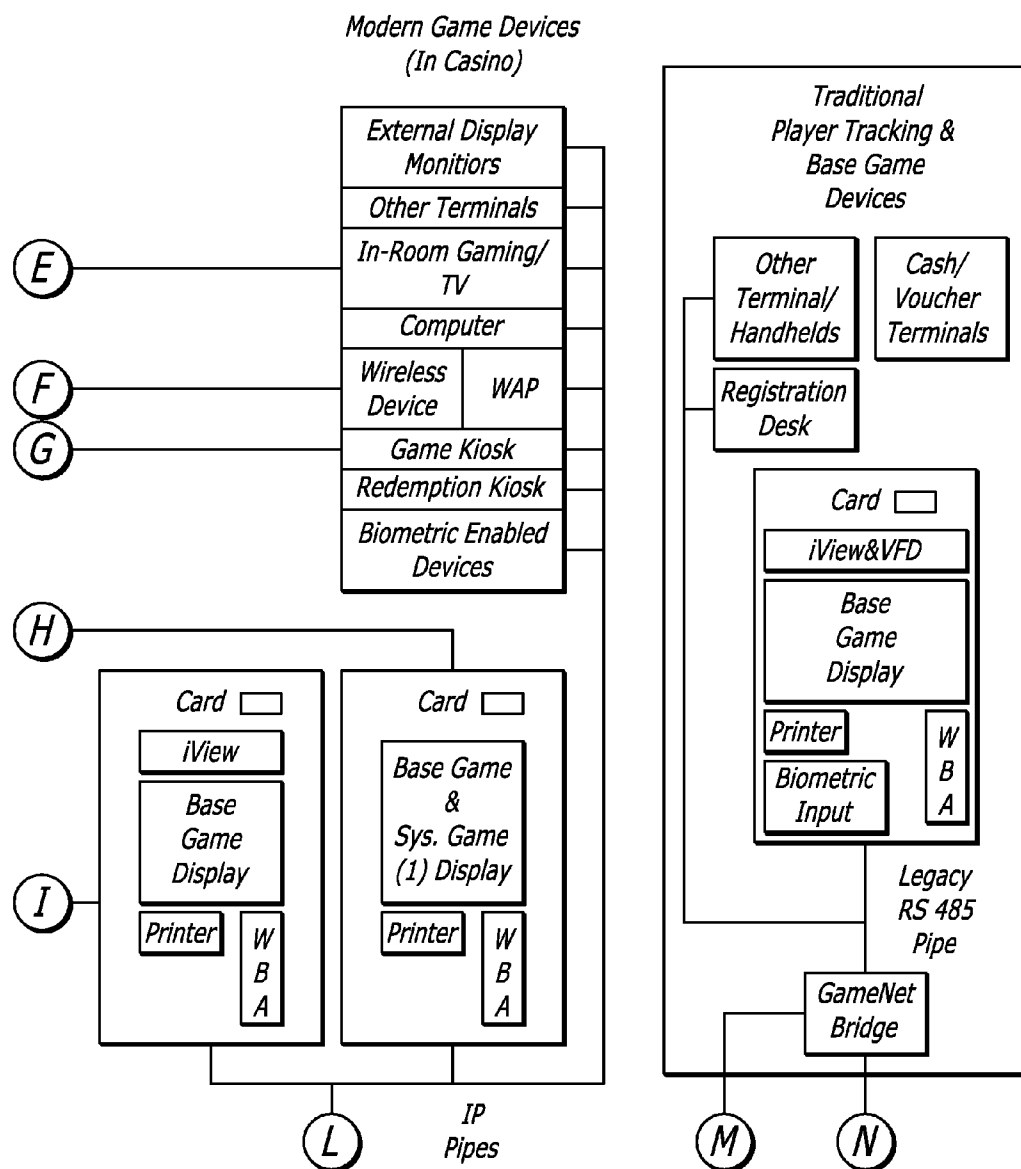 Modern Game Devices
(In Casino)
External Display
Monitiors
Other Terminals
In-Room Gaming/
TV
Computer
Wireless
Device
WAP
Game Kiosk
Redemption Kiosk
Biometric Enabled
Devices
E
F
G
H
I
Card
iView
Base
Game
Display
Printer
W
B
A
Card
Base Game
&
Sys. Game
(1) Display
Printer
W
B
A
L
IP
Pipes
Traditional
Player Tracking &
Base Game
Devices
Other
Terminal/
Handhelds
Cash/
Voucher
Terminals
Registration
Desk
Card
iView&VFD
Base
Game
Display
Printer
Biometric
Input
W
B
A
Legacy
RS 485
Pipe
GameNet
Bridge
M
N